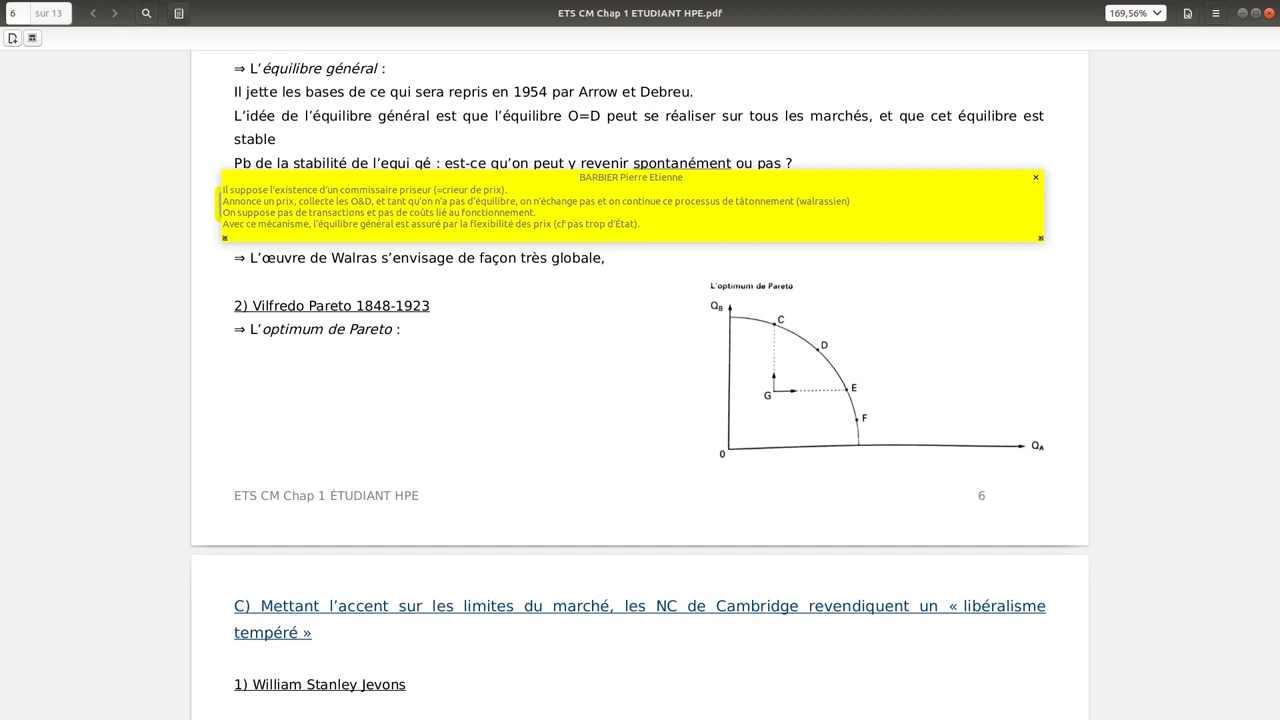 6 sur 13
ETS CM Chap 1 ETUDIANT HPE.pdf
169,56%
⇒ L’équilibre général :
Il jette les bases de ce qui sera repris en 1954 par Arrow et Debreu.
L’idée de l’équilibre général est que l’équilibre O=D peut se réaliser sur tous les marchés, et que cet équilibre est
stable
Pb de la stabilité de l’equi gé : est-ce qu’on peut y revenir spontanément ou pas ?
BARBIER Pierre Etienne
Il suppose l'existence d'un commissaire priseur (=crieur de prix).
Annonce un prix, collecte les O&D, et tant qu'on n'a pas d'équilibre, on n'échange pas et on continue ce processus de tâtonnement (walrassien)
On suppose pas de transactions et pas de coûts lié au fonctionnement.
Avec ce mécanisme, l'équilibre général est assuré par la flexibilité des prix (cf pas trop d'État).
⇒ L’œuvre de Walras s’envisage de façon très globale,
2) Vilfredo Pareto 1848-1923
⇒ L’optimum de Pareto :
L'optimum de Pareto
QB
C
D
E
G
F
0
QA
ETS CM Chap 1 ÉTUDIANT HPE 6
C) Mettant l’accent sur les limites du marché, les NC de Cambridge revendiquent un « libéralisme
tempéré »
1) William Stanley Jevons